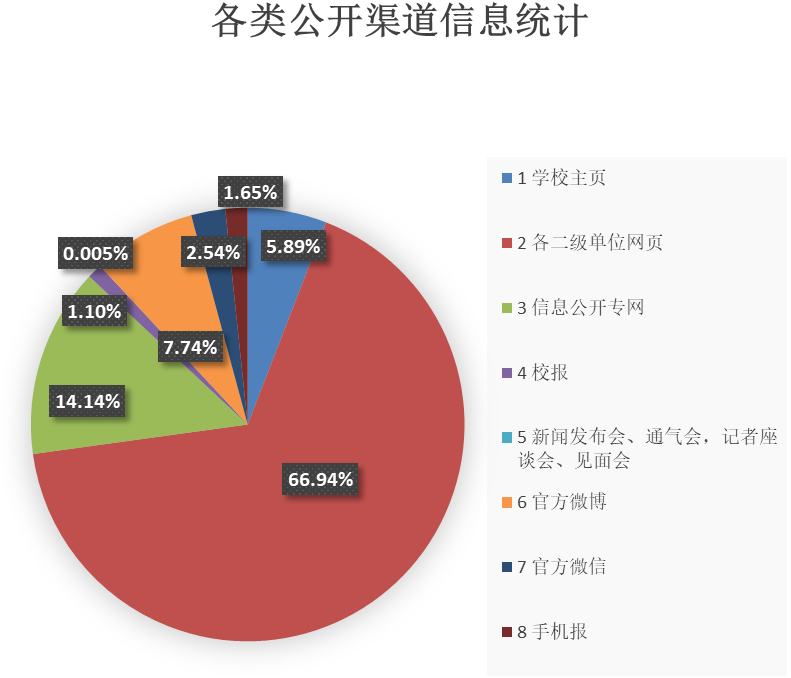 各类公开渠道信息统计
1.65%
5.89%
2.54%
0.005%
1.10%
7.74%
14.14%
66.94%
1 学校主页
2 各二级单位网页
3 信息公开专网
4 校报
5 新闻发布会、通气会，记者座
谈会、见面会
6 官方微博
7 官方微信
8 手机报